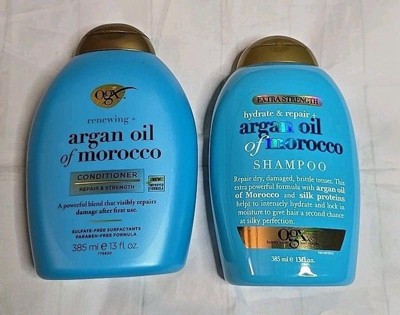 ogx
renewing +
argan oil
of morocco
CONDITIONER
REPAIR & STRENGTH
A powerful blend that visibly repairs
damage after first use.
SULFATE-FREE SURFACTANTS
PARABEN-FREE FORMULA
385 ml e 13 fl. oz.
EXTRA STRENGTH
hydrate & repair +
argan oil
of morocco
SHAMPOO
Repair dry, damaged, brittle tresses. This
extra powerful formula with argan oil
of Morocco and silk proteins
helps to intensely hydrate and lock in
moisture to give hair a second chance
at silky perfection.
ogx
385 ml e 13 fl. oz.